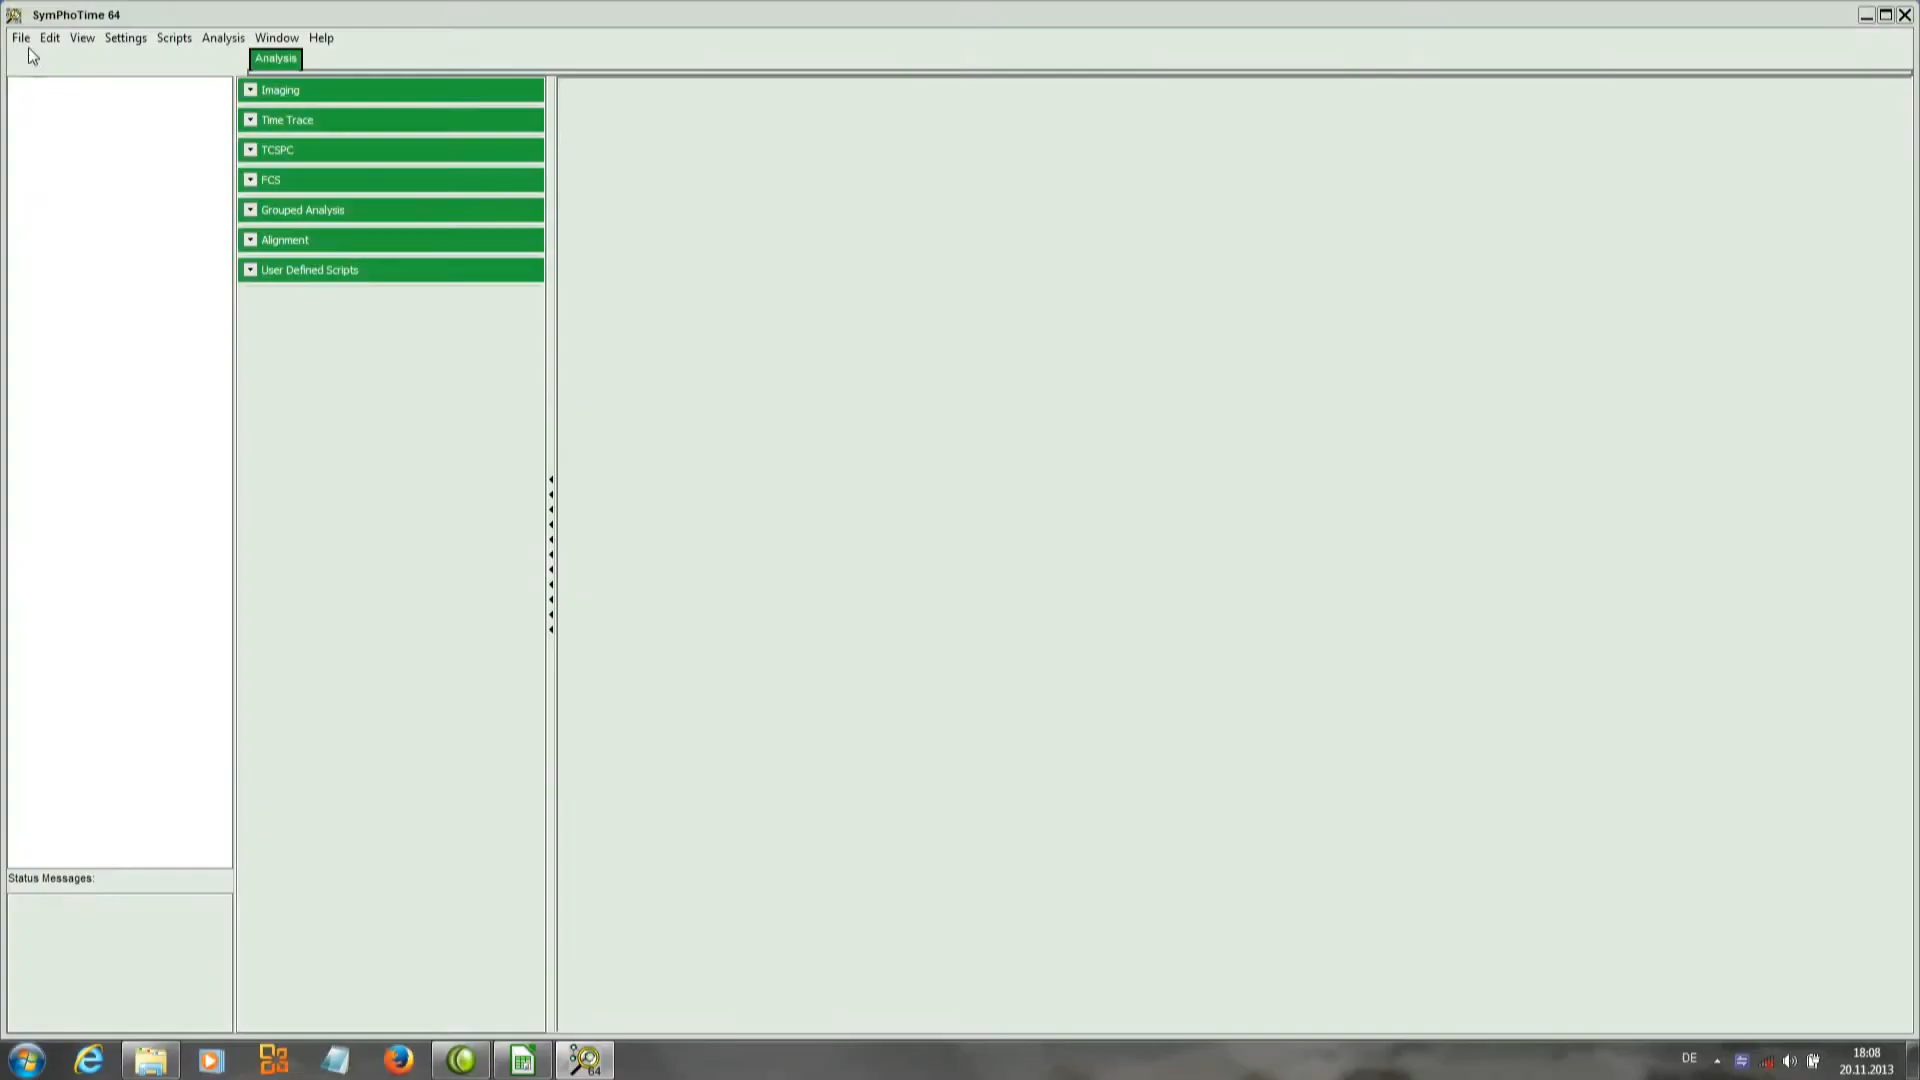 SymPhoTime 64
File Edit View Settings Scripts Analysis Window Help
Analysis
Imaging
Time Trace
TCSPC
FCS
Grouped Analysis
Alignment
User Defined Scripts
Status Messages:
64
DE
18:08
20.11.2013